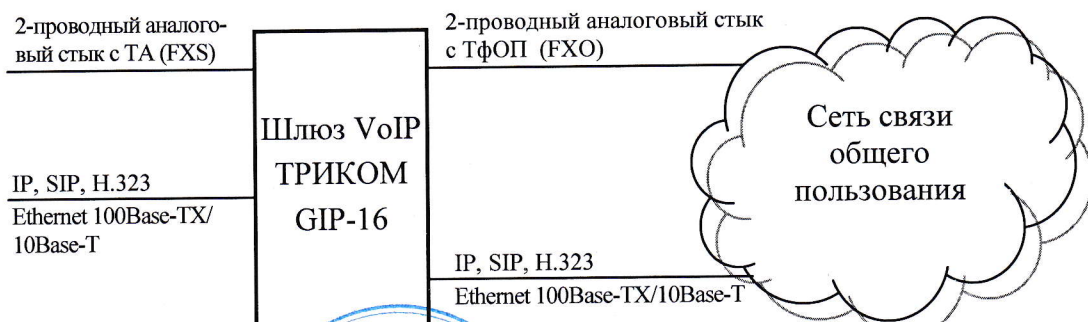 2-проводный аналого-
вый стык с ТА (FXS)
2-проводный аналоговый стык
с ТфОП (FXO)
Шлюз VoIP
ТРИКОМ
GIP-16
Сеть связи
общего
пользования
IP, SIP, H.323
Ethernet 100Base-TX/
10Base-T
IP, SIP, H.323
Ethernet 100Base-TX/10Base-T